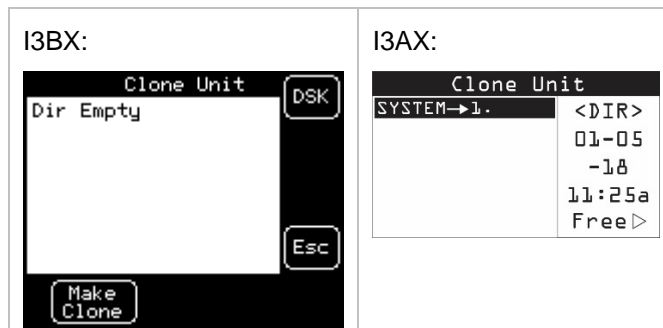 I3BX:
Clone Unit
DSK
Dir Empty
Esc
Make
Clone
I3AX:
Clone Unit
SYSTEM→1.
<DIR>
01-05
-18
11:25a
Free▷